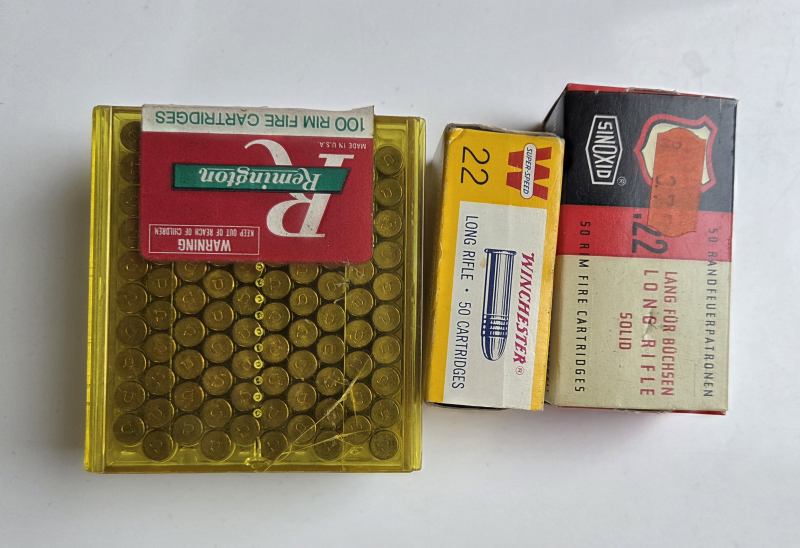 100 RIM FIRE CARTRIDGES
MADE IN U.S.A.
R
Remington
WARNING
KEEP OUT OF REACH OF CHILDREN
22
W
SUPER-SPEED
LONG RIFLE · 50 CARTRIDGES
WINCHESTER®
SINOXID ®
50 RANDFEUERPATRONEN
.22
LANG FÜR BÜCHSEN
LONG RIFLE
SOLID
50 RIM FIRE CARTRIDGES